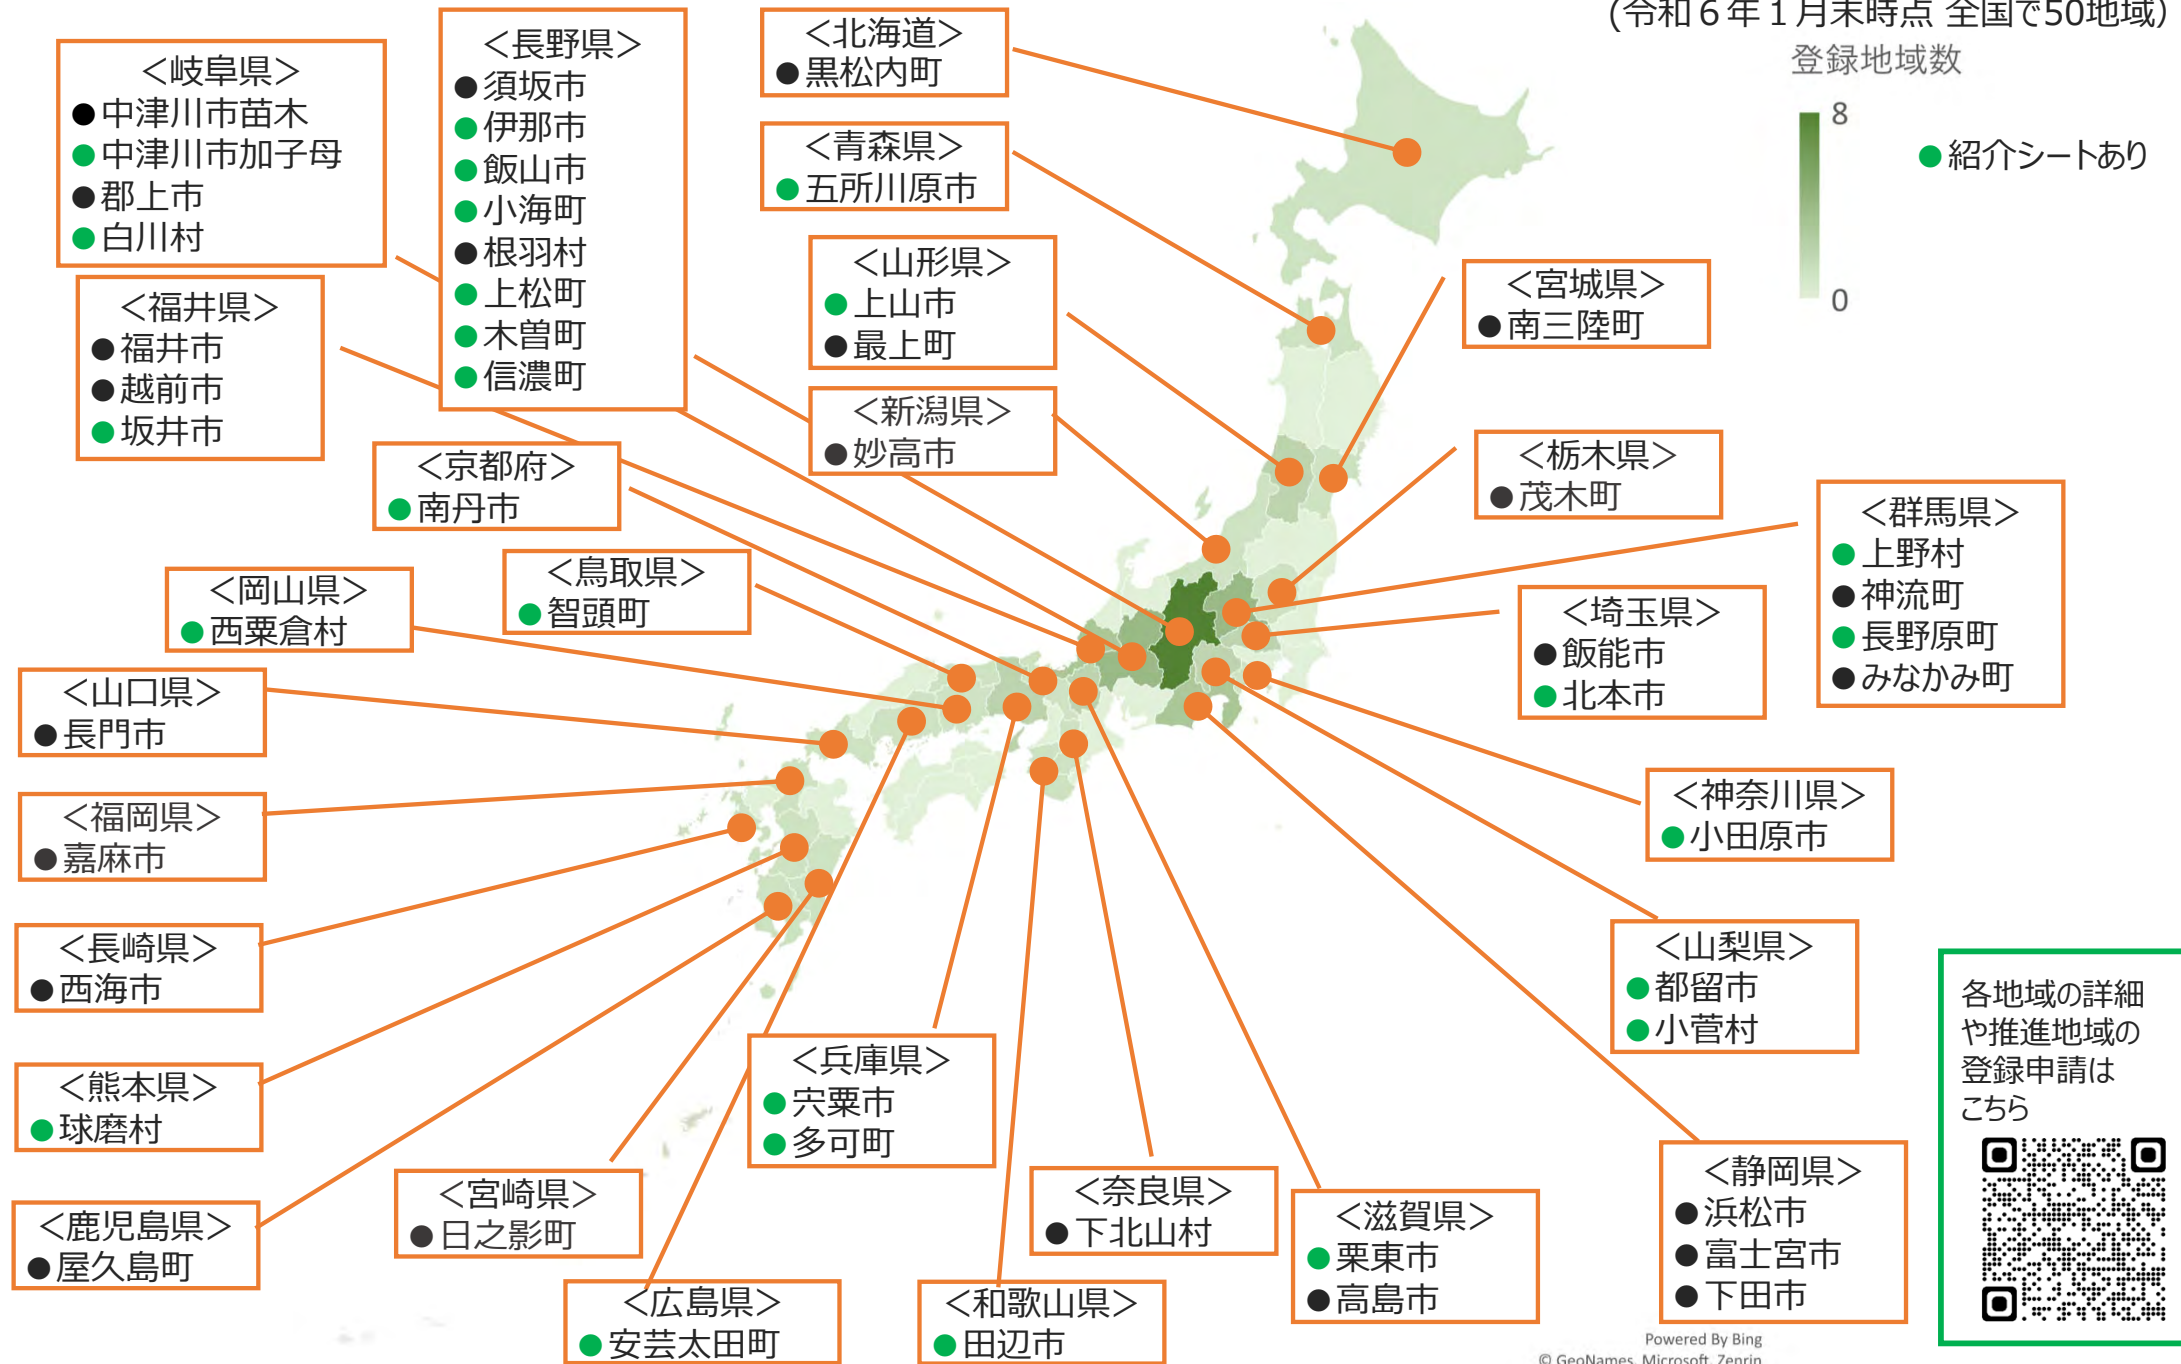 (令和６年１月末時点 全国で50地域)
登録地域数
8
0
●紹介シートあり
＜岐阜県＞
●中津川市苗木
●中津川市加子母
●郡上市
●白川村
＜長野県＞
●須坂市
●伊那市
●飯山市
●小海町
●根羽村
●上松町
●木曽町
●信濃町
＜北海道＞
●黒松内町
＜青森県＞
●五所川原市
＜山形県＞
●上山市
●最上町
＜宮城県＞
●南三陸町
＜福井県＞
●福井市
●越前市
●坂井市
＜新潟県＞
●妙高市
＜京都府＞
●南丹市
＜栃木県＞
●茂木町
＜群馬県＞
●上野村
●神流町
●長野原町
●みなかみ町
＜鳥取県＞
●智頭町
＜岡山県＞
●西粟倉村
＜埼玉県＞
●飯能市
●北本市
＜山口県＞
●長門市
＜福岡県＞
●嘉麻市
＜神奈川県＞
●小田原市
＜長崎県＞
●西海市
＜山梨県＞
●都留市
●小菅村
＜熊本県＞
●球磨村
＜兵庫県＞
●宍粟市
●多可町
＜鹿児島県＞
●屋久島町
＜宮崎県＞
●日之影町
＜奈良県＞
●下北山村
＜滋賀県＞
●栗東市
●高島市
＜静岡県＞
●浜松市
●富士宮市
●下田市
＜広島県＞
●安芸太田町
＜和歌山県＞
●田辺市
各地域の詳細
や推進地域の
登録申請は
こちら
Powered By Bing
© GeoNames, Microsoft, Zenrin